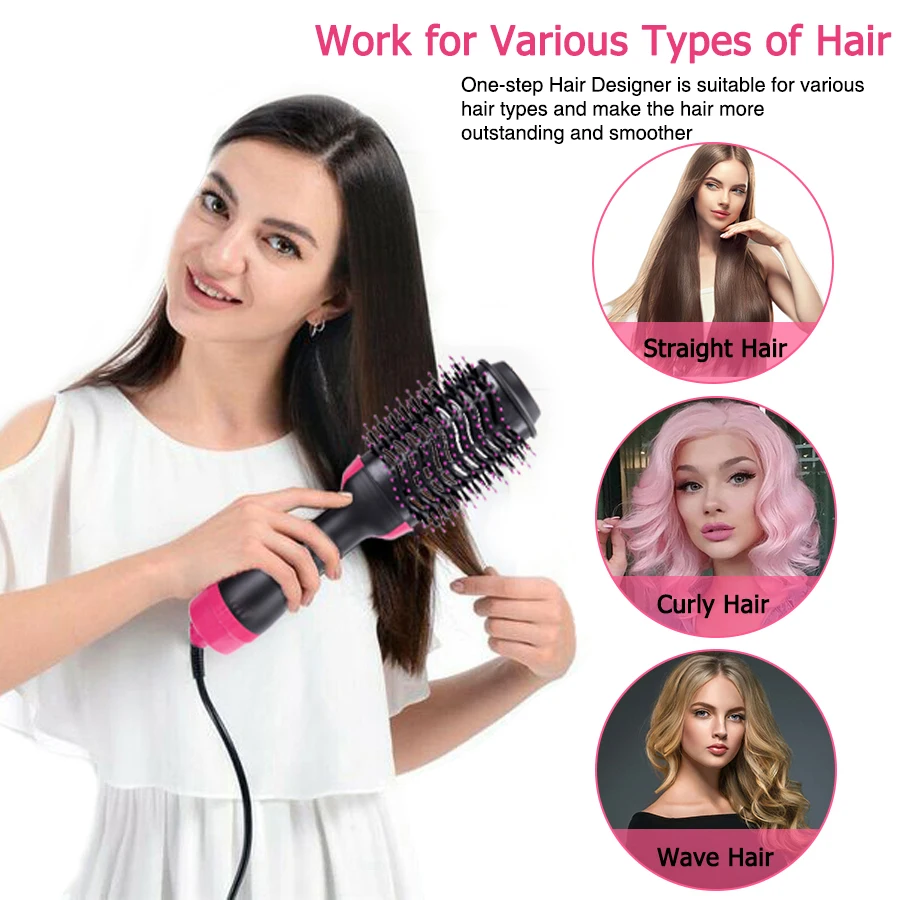 Work for Various Types of Hair
One-step Hair Designer is suitable for various
hair types and make the hair more
outstanding and smoother
Straight Hair
Curly Hair
Wave Hair